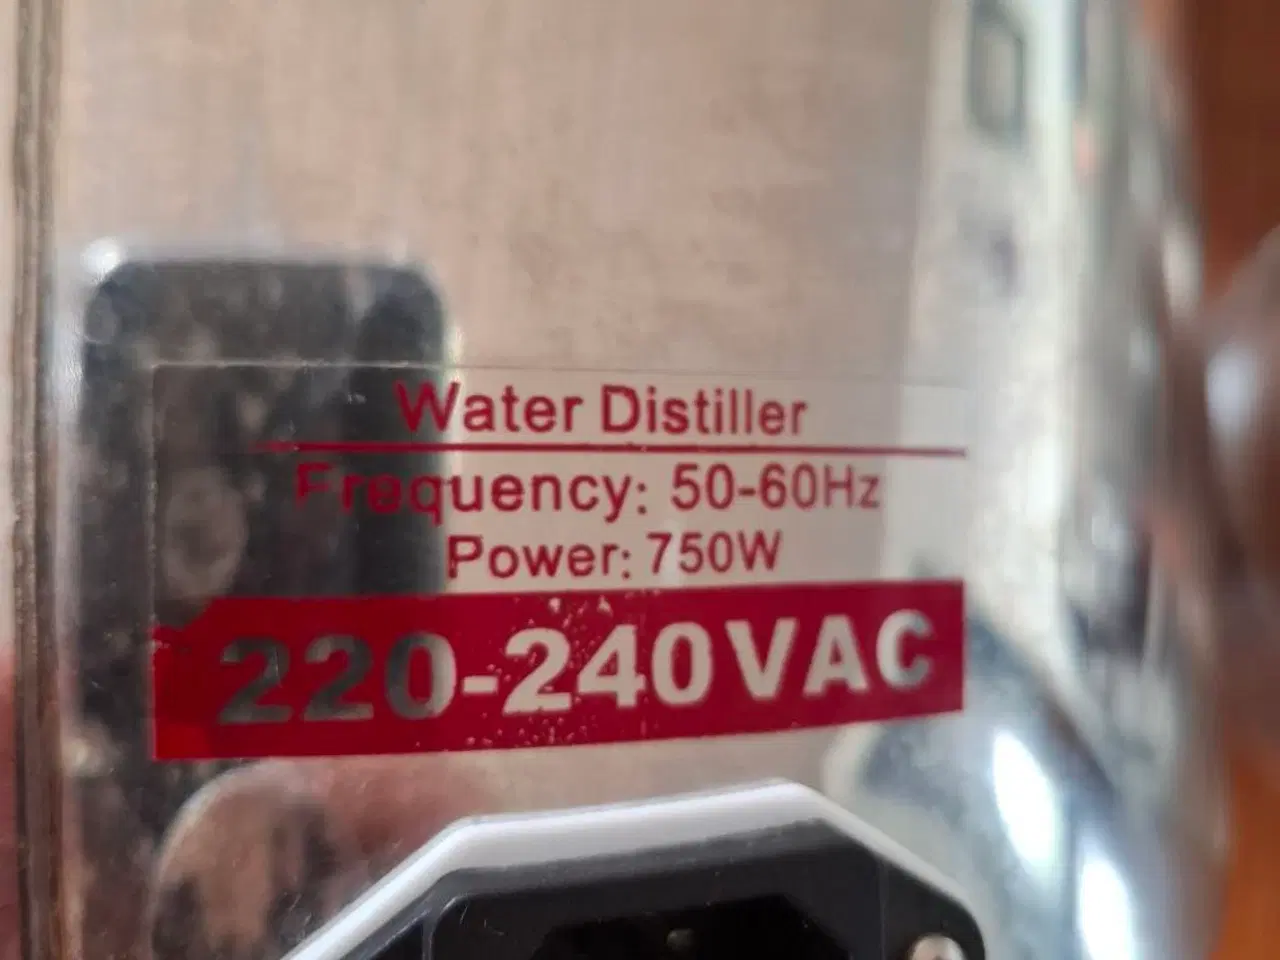 Water Distiller
Frequency: 50-60Hz
Power: 750W
220-240VAC